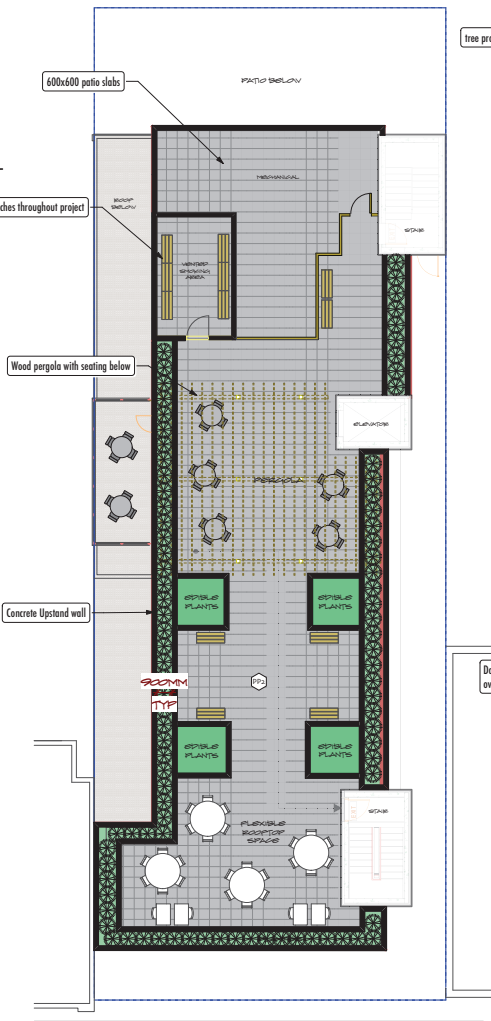 tree pro
600x600 patio slabs
PATIO BELOW
MECHANICAL
ROOF
BELOW
ches throughout project
STAIR
VENTED
SMOKING
AREA
Wood pergola with seating below
ELEVATOR
PERGOLA
Concrete Upstand wall
EDIBLE
PLANTS
EDIBLE
PLANTS
900MM
TYP
PP2
Do
ov
EDIBLE
PLANTS
EDIBLE
PLANTS
FLEXIBLE
ROOFTOP
SPACE
STAIR